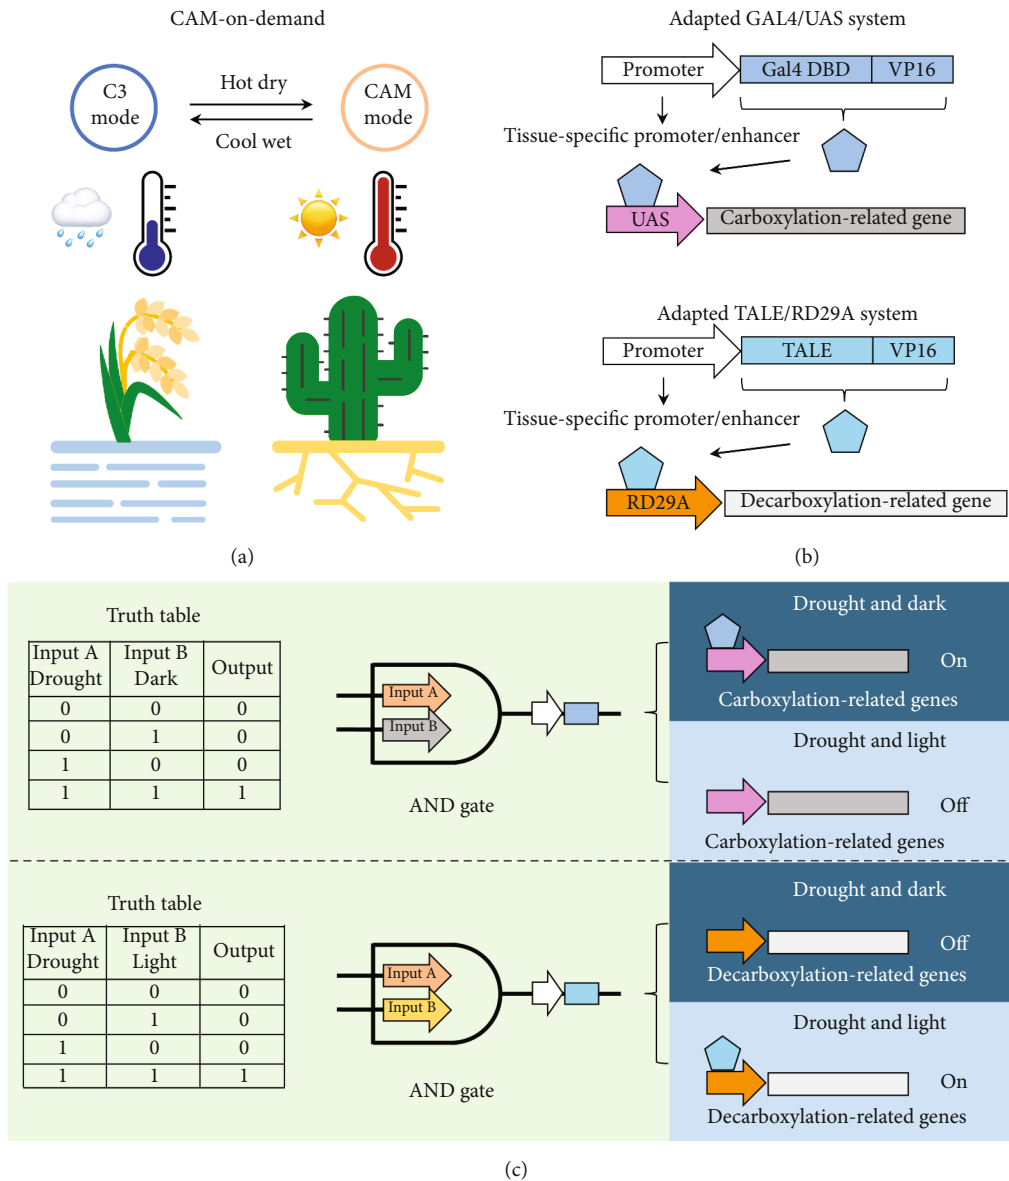 CAM-on-demand
C3
mode
Hot dry
Cool wet
CAM
mode
(a)
Adapted GAL4/UAS system
Promoter
Gal4 DBD
VP16
Tissue-specific promoter/enhancer
UAS
Carboxylation-related gene
Adapted TALE/RD29A system
Promoter
TALE
VP16
Tissue-specific promoter/enhancer
RD29A
Decarboxylation-related gene
(b)
Truth table
Input A Drought
Input B Dark
Output
0 0 0
0 1 0
1 0 0
1 1 1
Input A
Input B
AND gate
Drought and dark
On
Carboxylation-related genes
Drought and light
Off
Carboxylation-related genes
Truth table
Input A Drought
Input B Light
Output
0 0 0
0 1 0
1 0 0
1 1 1
Input A
Input B
AND gate
Drought and dark
Off
Decarboxylation-related genes
Drought and light
On
Decarboxylation-related genes
(c)